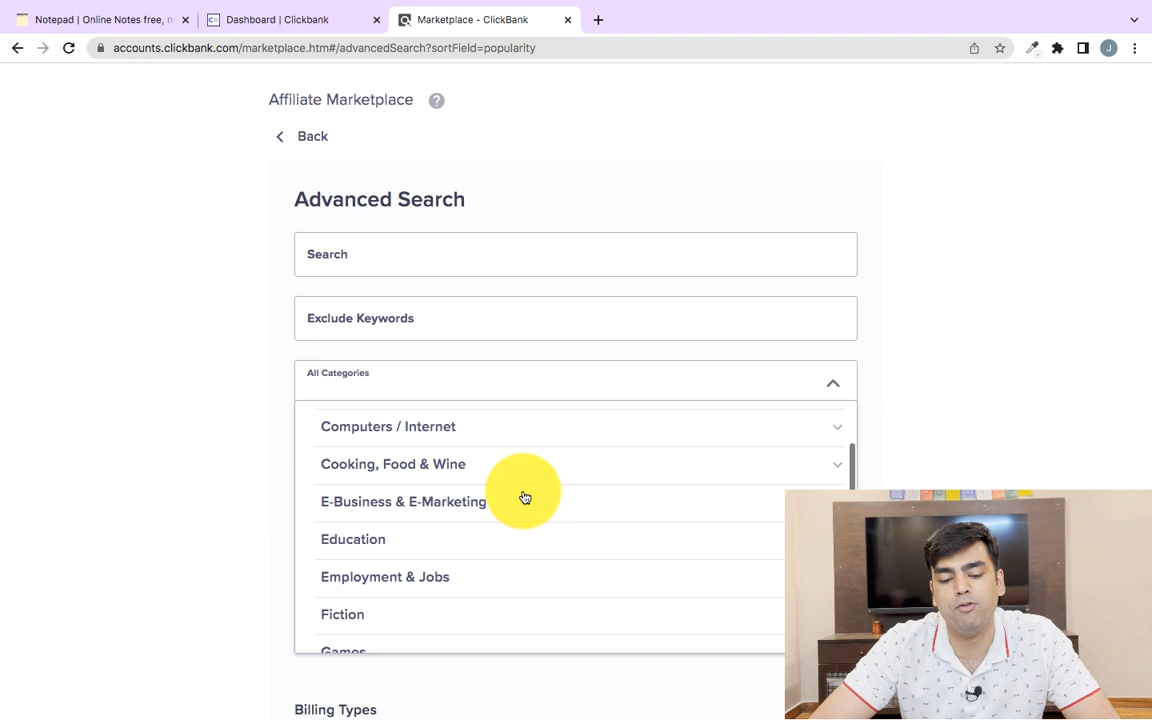 Notepad | Online Notes free, n
Dashboard | Clickbank
Marketplace - ClickBank
accounts.clickbank.com/marketplace.htm#/advancedSearch?sortField=popularity
J
Affiliate Marketplace ?
Back
Advanced Search
Search
Exclude Keywords
All Categories
Computers / Internet
Cooking, Food & Wine
E-Business & E-Marketing
Education
Employment & Jobs
Fiction
Games
Billing Types